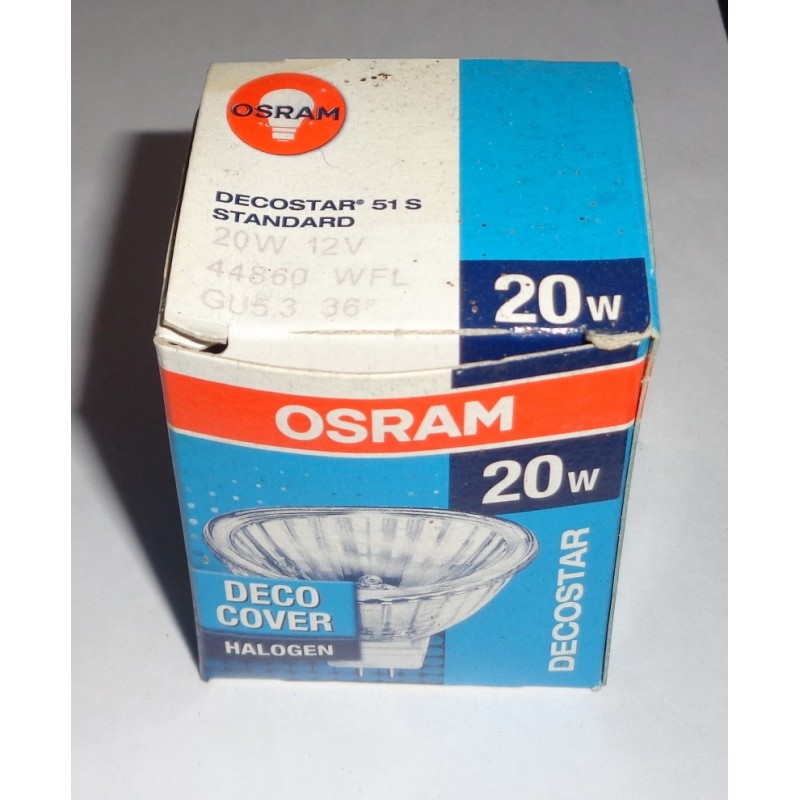 OSRAM
DECOSTAR® 51 S
STANDARD
20W 12V
44860 WFL
GU5.3 36°
20W
OSRAM
20W
DECO
COVER
HALOGEN
DECOSTAR